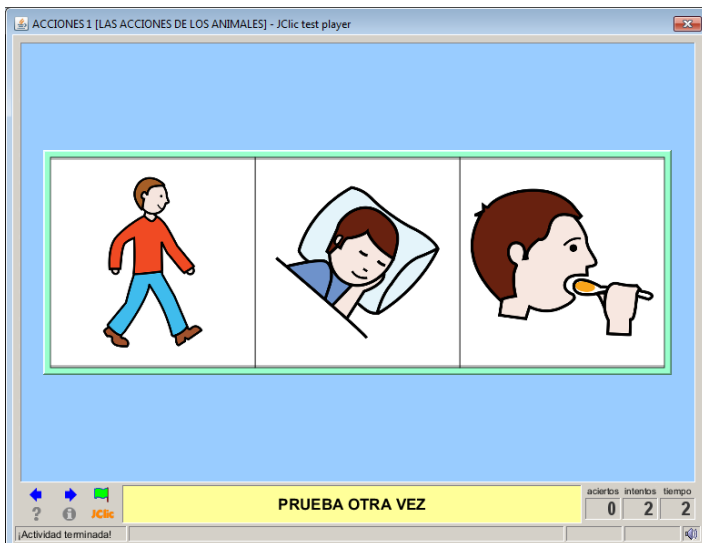 ACCIONES 1 [LAS ACCIONES DE LOS ANIMALES] - JClic test player
PRUEBA OTRA VEZ
aciertos intentos tiempo
0 2 2
? i JClic
¡Actividad terminada!